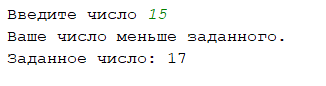 Введите число 15
Ваше число меньше заданного.
Заданное число: 17